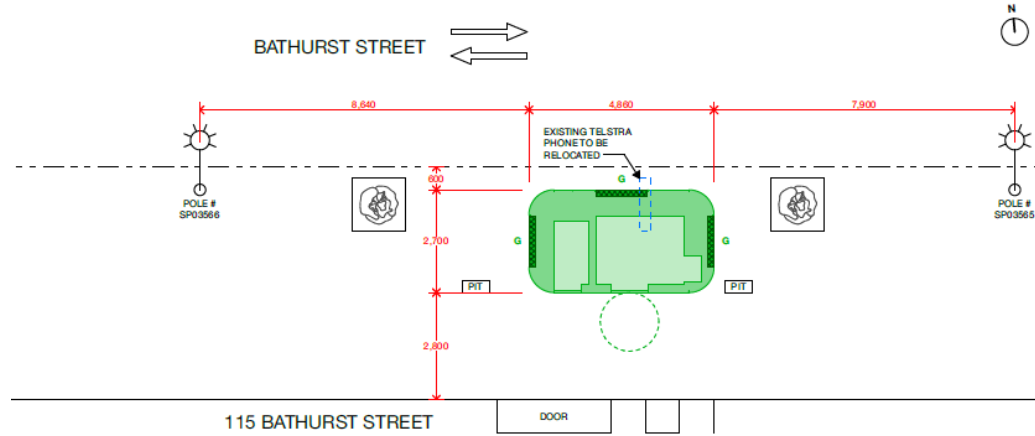 N
BATHURST STREET
8,640
4,860
7,900
EXISTING TELSTRA
PHONE TO BE
RELOCATED
600
G
POLE #
SP03566
POLE #
SP03565
2,700
G
G
PIT
PIT
2,800
115 BATHURST STREET
DOOR